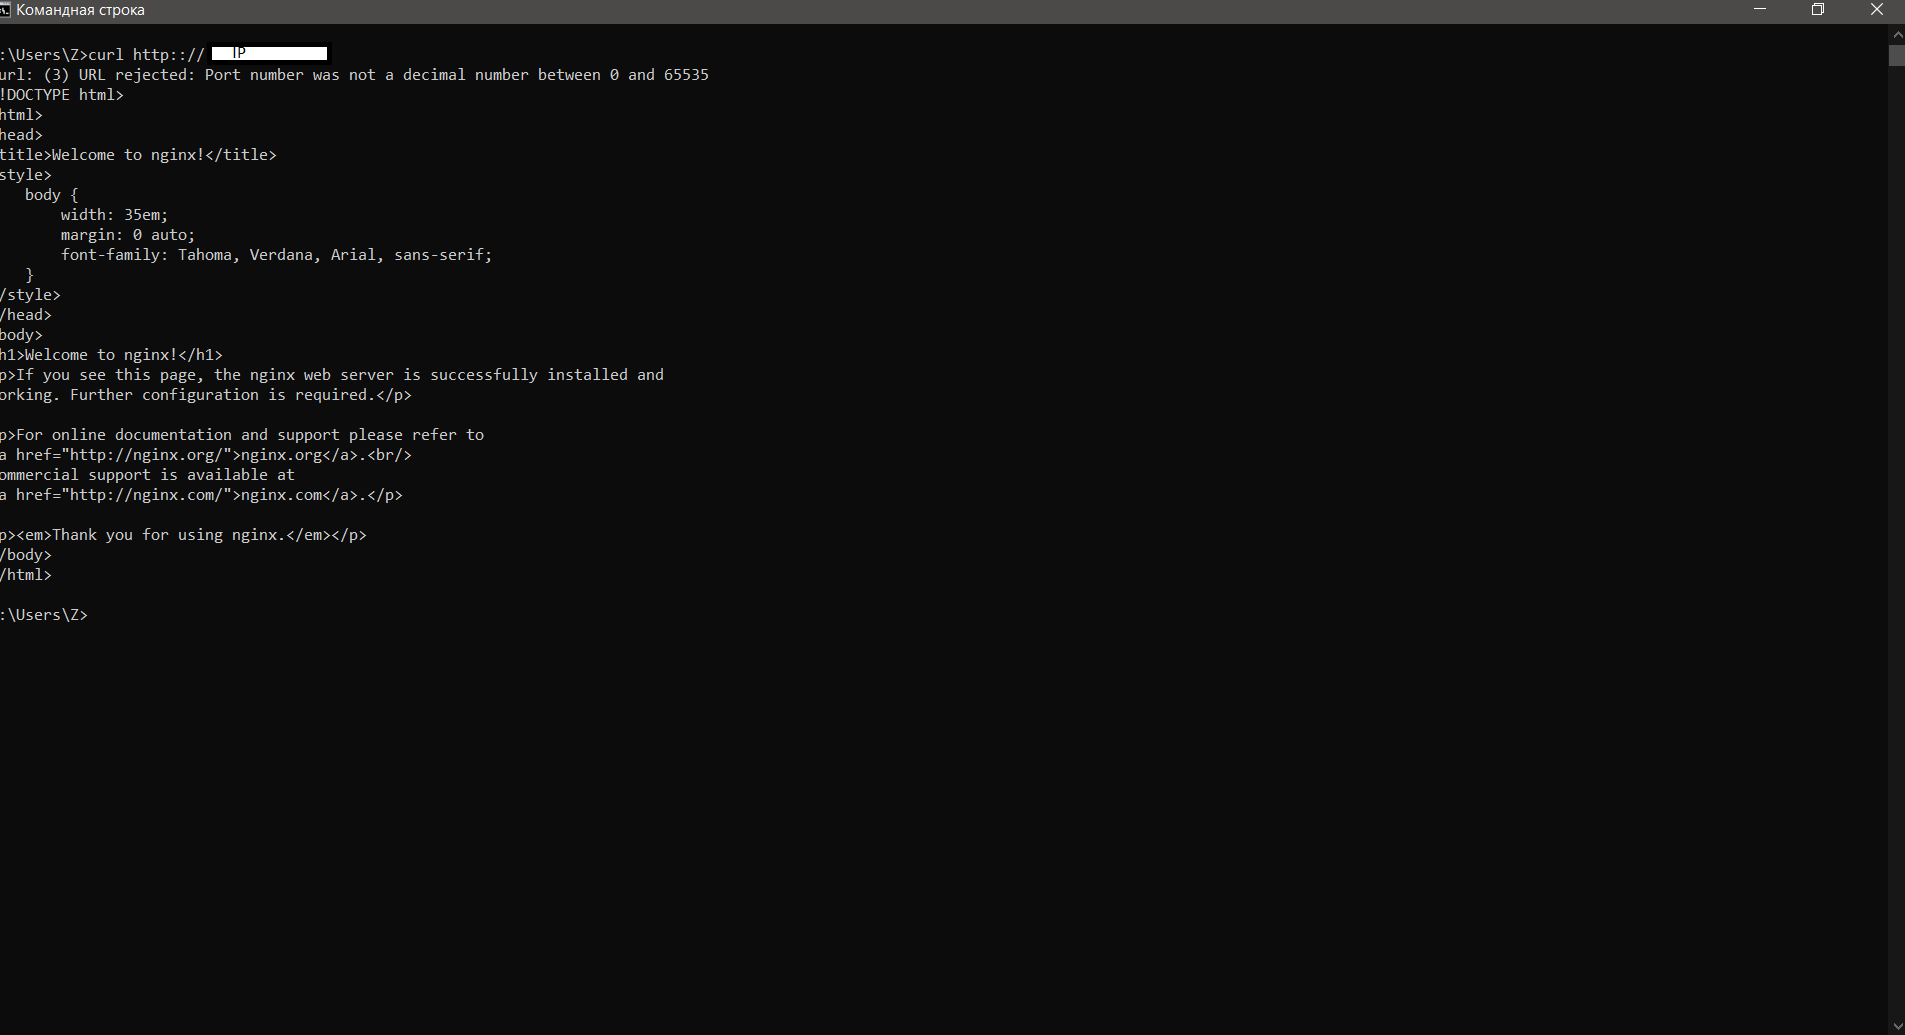 Командная строка
:\Users\Z>curl http:://
IP
url: (3) URL rejected: Port number was not a decimal number between 0 and 65535
!DOCTYPE html>
html>
head>
title>Welcome to nginx!</title>
style>
    body {
        width: 35em;
        margin: 0 auto;
        font-family: Tahoma, Verdana, Arial, sans-serif;
    }
/style>
/head>
body>
h1>Welcome to nginx!</h1>
p>If you see this page, the nginx web server is successfully installed and
orking. Further configuration is required.</p>
p>For online documentation and support please refer to
a href="http://nginx.org/">nginx.org</a>.<br/>
ommercial support is available at
a href="http://nginx.com/">nginx.com</a>.</p>
p><em>Thank you for using nginx.</em></p>
/body>
/html>
:\Users\Z>